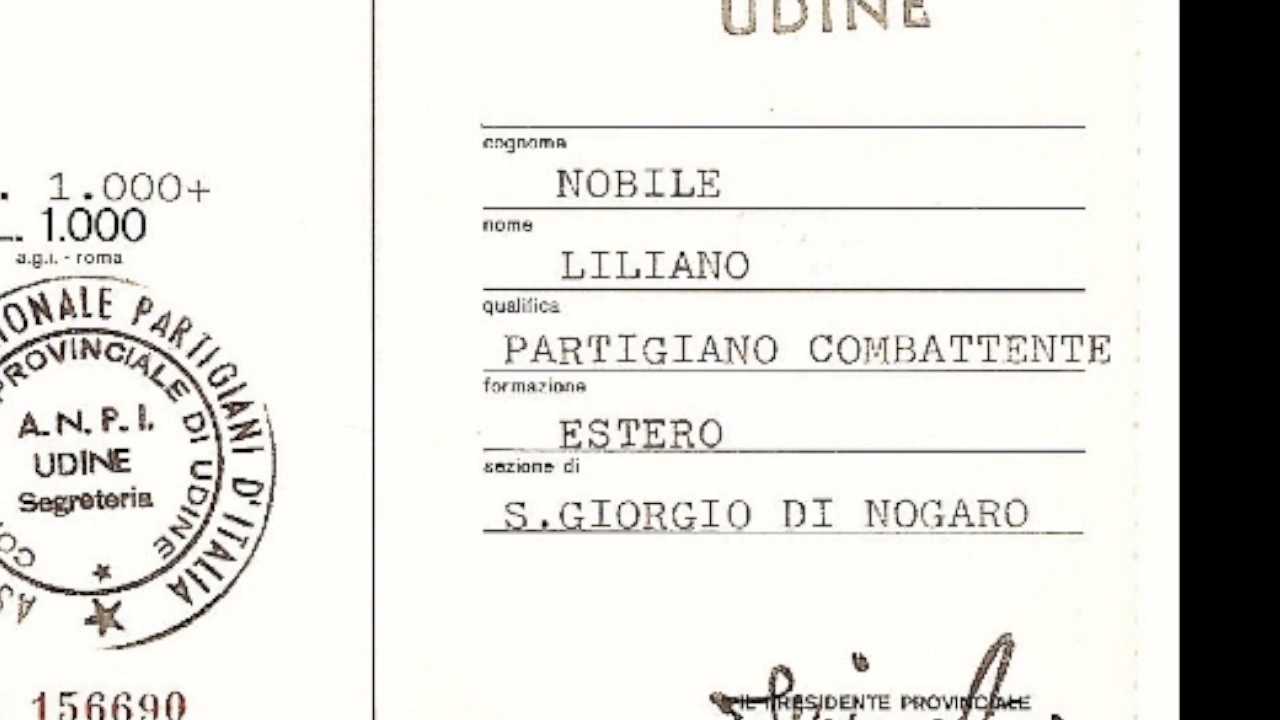 UDINE
cognome
NOBILE
nome
LILIANO
qualifica
PARTIGIANO COMBATTENTE
formazione
ESTERO
sezione di
S.GIORGIO DI NOGARO
IL PRESIDENTE PROVINCIALE
. 1.000+
L. 1.000
a.g.i. - roma
IONALE PARTIGIANI D'ITALIA
PROVINCIALE DI UDINE
A.N.P.I.
UDINE
Segreteria
156690